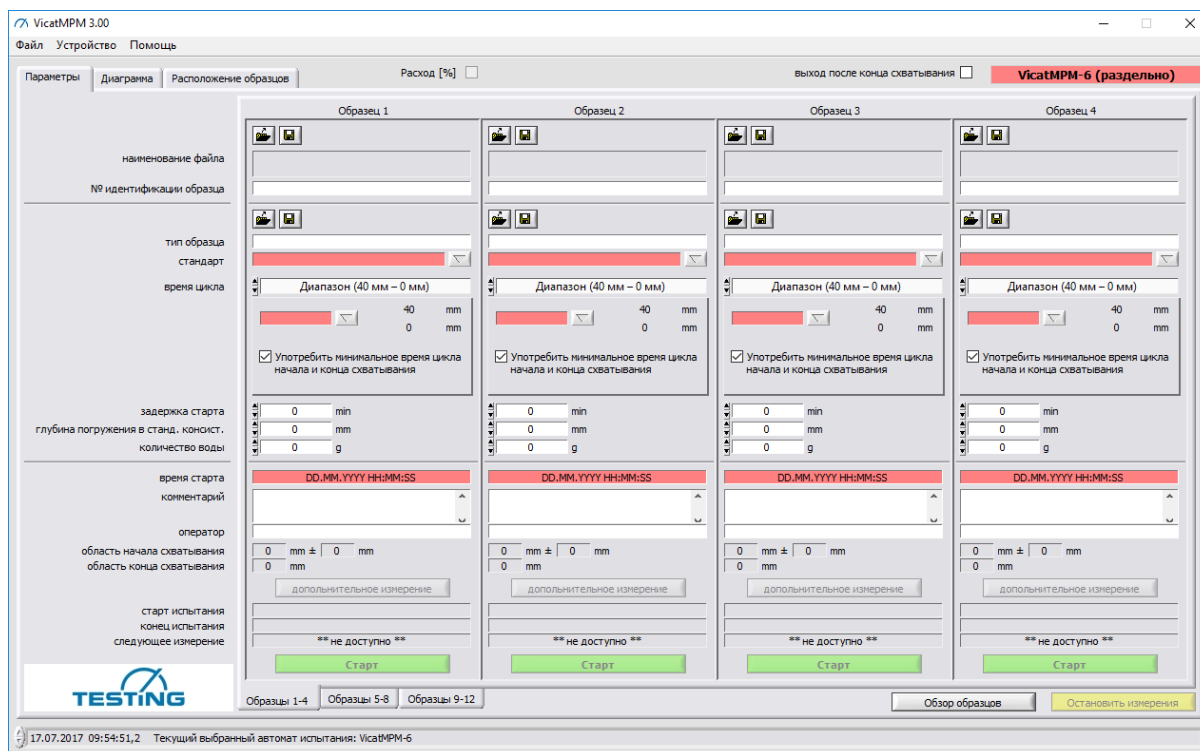 VicatMPM 3.00
Файл Устройство Помощь
Параметры Диаграмма Расположение образцов Расход [%] выход после конца схватывания VicatMPM-6 (раздельно)
Образец 1 Образец 2 Образец 3 Образец 4
наименование файла
№ идентификации образца
тип образца
стандарт
время цикла Диапазон (40 мм – 0 мм) Диапазон (40 мм – 0 мм) Диапазон (40 мм – 0 мм) Диапазон (40 мм – 0 мм)
40 mm 40 mm 40 mm 40 mm
0 mm 0 mm 0 mm 0 mm
Употребить минимальное время цикла Употребить минимальное время цикла Употребить минимальное время цикла Употребить минимальное время цикла
начала и конца схватывания начала и конца схватывания начала и конца схватывания начала и конца схватывания
задержка старта 0 min 0 min 0 min 0 min
глубина погружения в станд. консист. 0 mm 0 mm 0 mm 0 mm
количество воды 0 g 0 g 0 g 0 g
время старта DD.MM.YYYY HH:MM:SS DD.MM.YYYY HH:MM:SS DD.MM.YYYY HH:MM:SS DD.MM.YYYY HH:MM:SS
комментарий
оператор
область начала схватывания 0 mm ± 0 mm 0 mm ± 0 mm 0 mm ± 0 mm 0 mm ± 0 mm
область конца схватывания 0 mm 0 mm 0 mm 0 mm
дополнительное измерение дополнительное измерение дополнительное измерение дополнительное измерение
старт испытания
конец испытания
следующее измерение ** не доступно ** ** не доступно ** ** не доступно ** ** не доступно **
Старт Старт Старт Старт
TESTING
Образцы 1-4 Образцы 5-8 Образцы 9-12 Обзор образцов Остановить измерения
17.07.2017 09:54:51,2 Текущий выбранный автомат испытания: VicatMPM-6